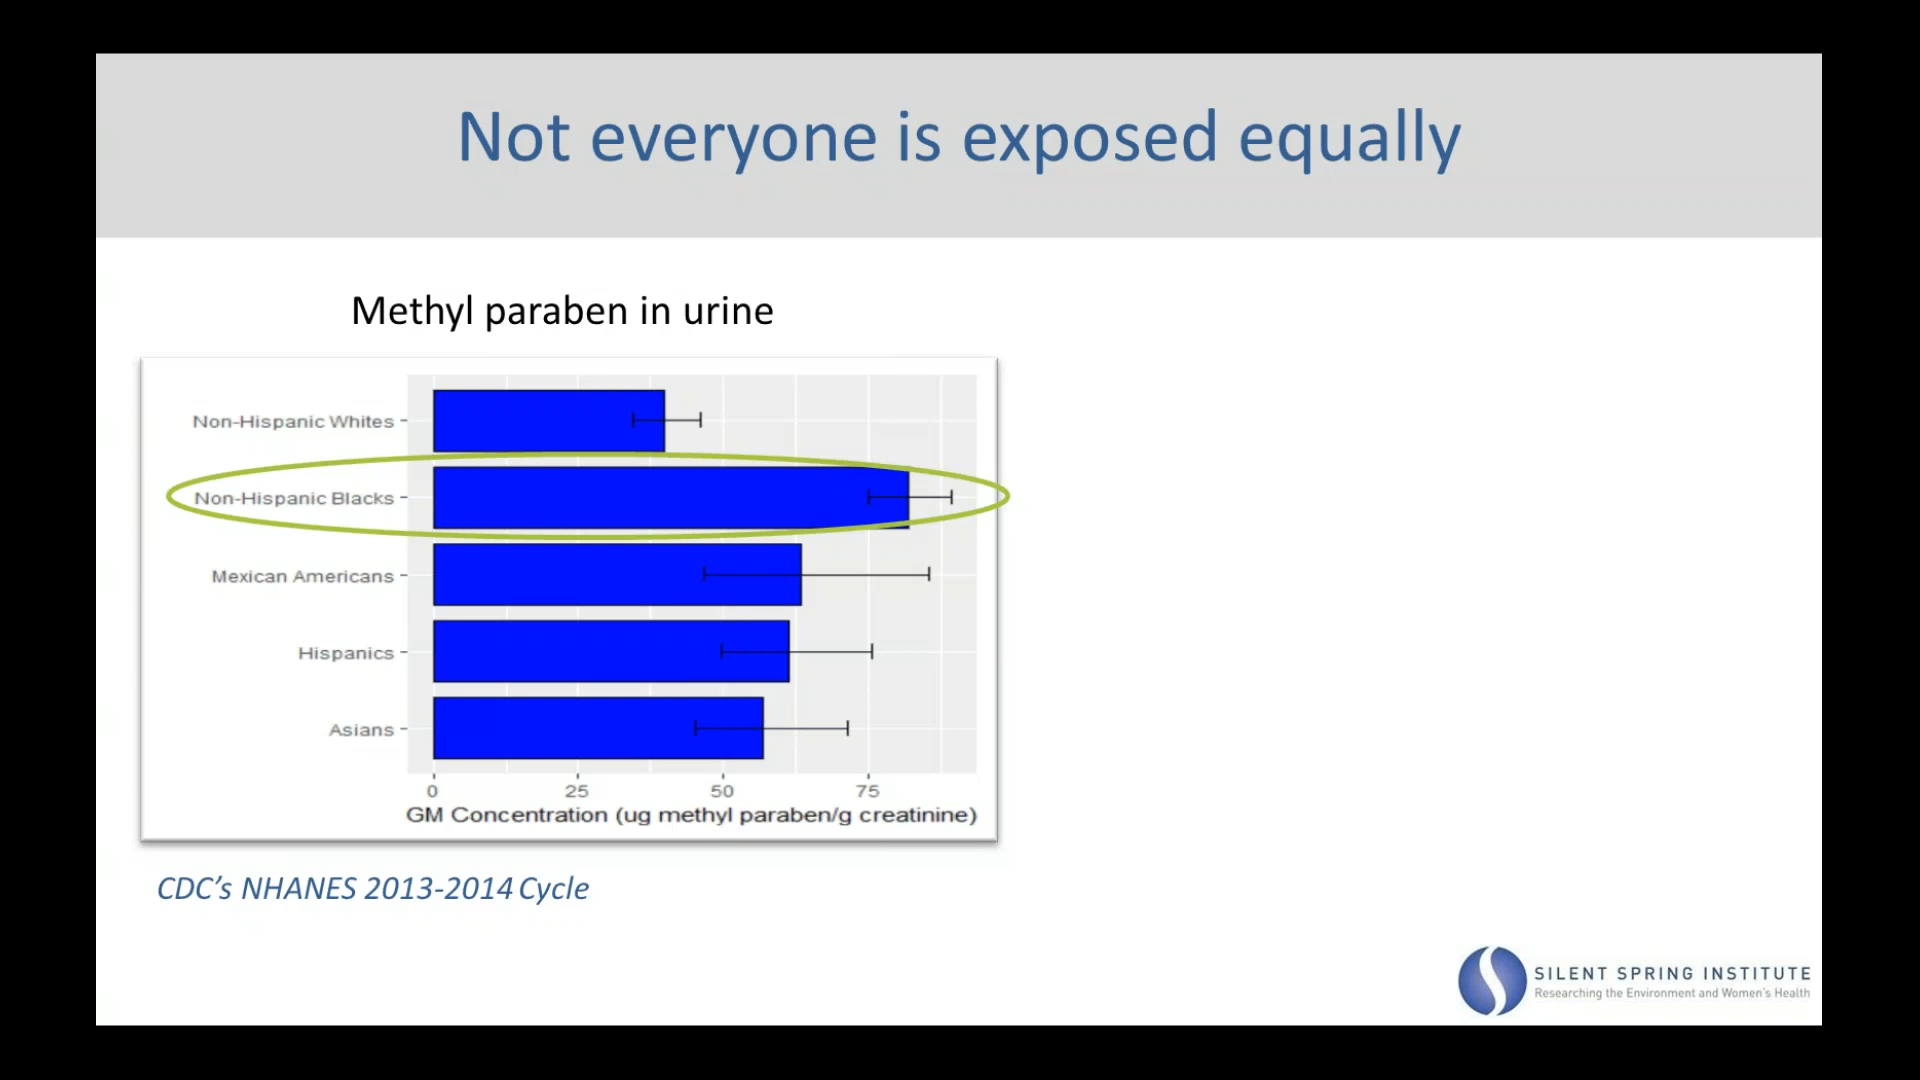 Not everyone is exposed equally
Methyl paraben in urine
Non-Hispanic Whites
Non-Hispanic Blacks
Mexican Americans
Hispanics
Asians
0 25 50 75
GM Concentration (ug methyl paraben/g creatinine)
CDC’s NHANES 2013-2014 Cycle
SILENT SPRING INSTITUTE
Researching the Environment and Women's Health